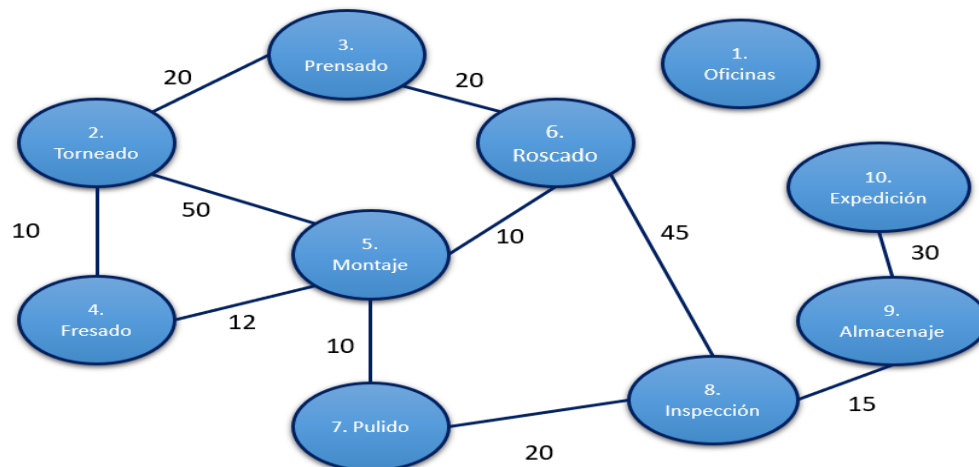 3.
Prensado
1.
Oficinas
20
20
2.
Torneado
6.
Roscado
10.
Expedición
50
10
10
45
30
5.
Montaje
4.
Fresado
12
9.
Almacenaje
10
8.
Inspección
15
7. Pulido
20